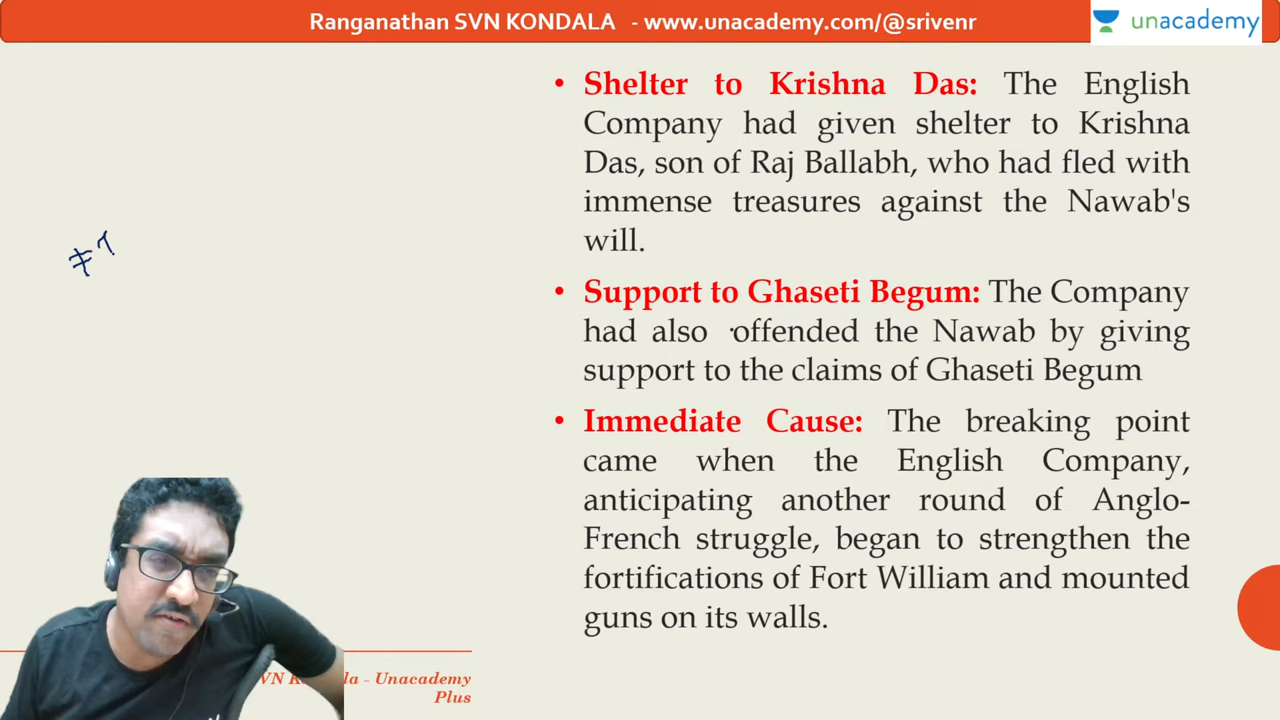 Ranganathan SVN KONDALA - www.unacademy.com/@srivenr
unacademy
• Shelter to Krishna Das: The English
Company had given shelter to Krishna
Das, son of Raj Ballabh, who had fled with
immense treasures against the Nawab's
will.
• Support to Ghaseti Begum: The Company
had also offended the Nawab by giving
support to the claims of Ghaseti Begum
• Immediate Cause: The breaking point
came when the English Company,
anticipating another round of Anglo-
French struggle, began to strengthen the
fortifications of Fort William and mounted
guns on its walls.
SVN - Unacademy
Plus